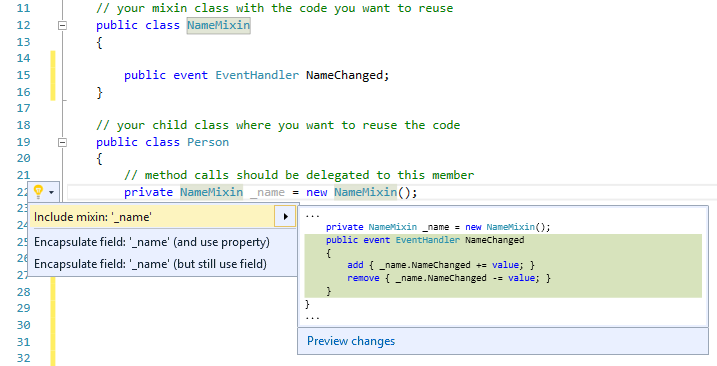 11 // your mixin class with the code you want to reuse
12 public class NameMixin
13 {
14
15 public event EventHandler NameChanged;
16 }
17
18 // your child class where you want to reuse the code
19 public class Person
20 {
21 // method calls should be delegated to this member
22 private NameMixin _name = new NameMixin();
23
Include mixin: '_name'
24
Encapsulate field: '_name' (and use property)
Encapsulate field: '_name' (but still use field)
28
29
30
31
32
...
private NameMixin _name = new NameMixin();
public event EventHandler NameChanged
{
add { _name.NameChanged += value; }
remove { _name.NameChanged -= value; }
}
}
...
Preview changes